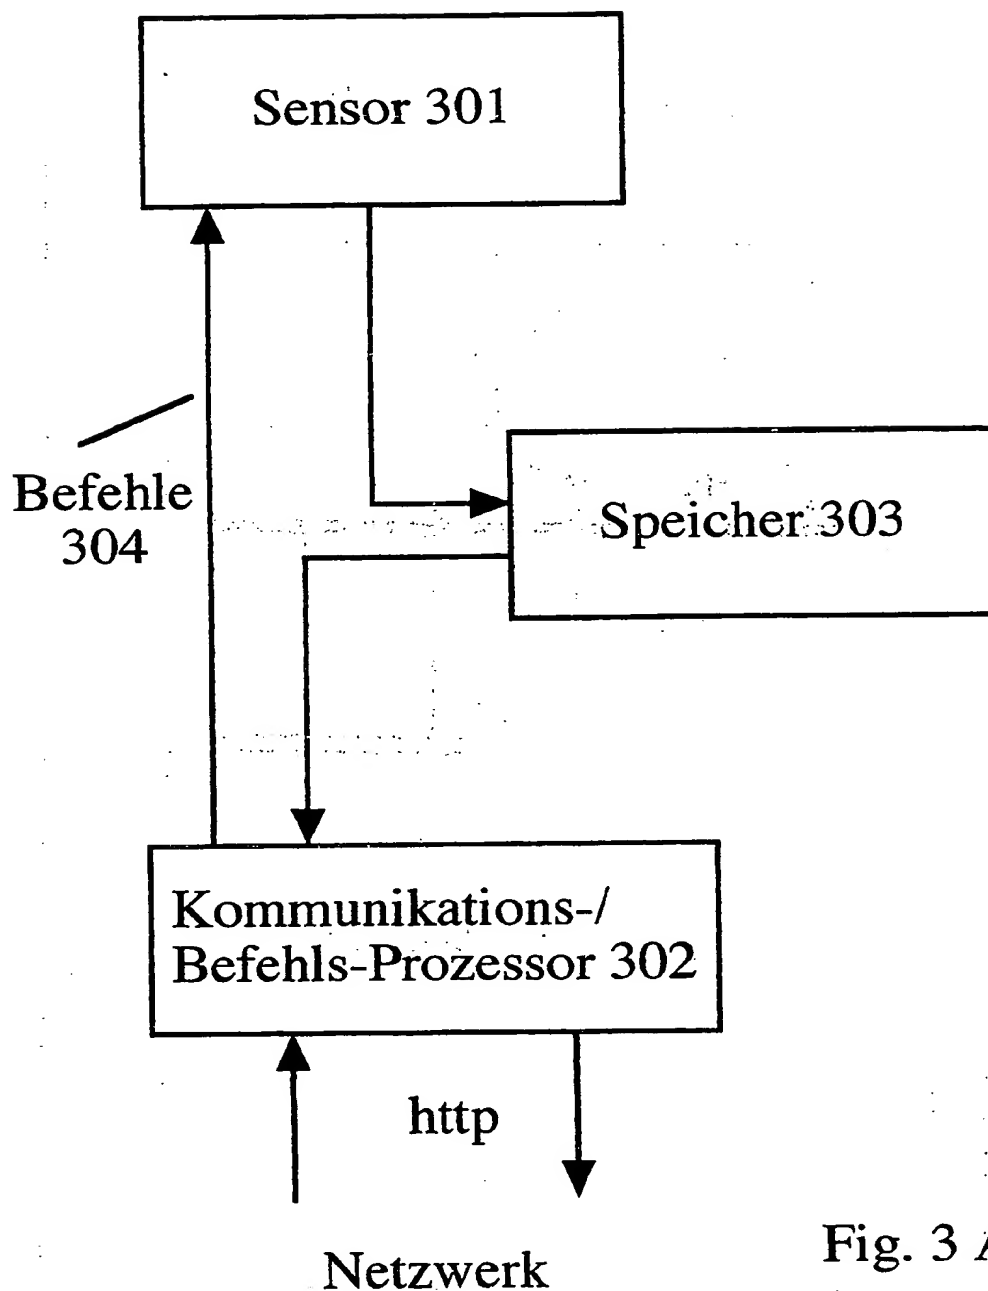 Sensor 301
Befehle
304
Speicher 303
Kommunikations-/
Befehls-Prozessor 302
http
Netzwerk
Fig. 3 A